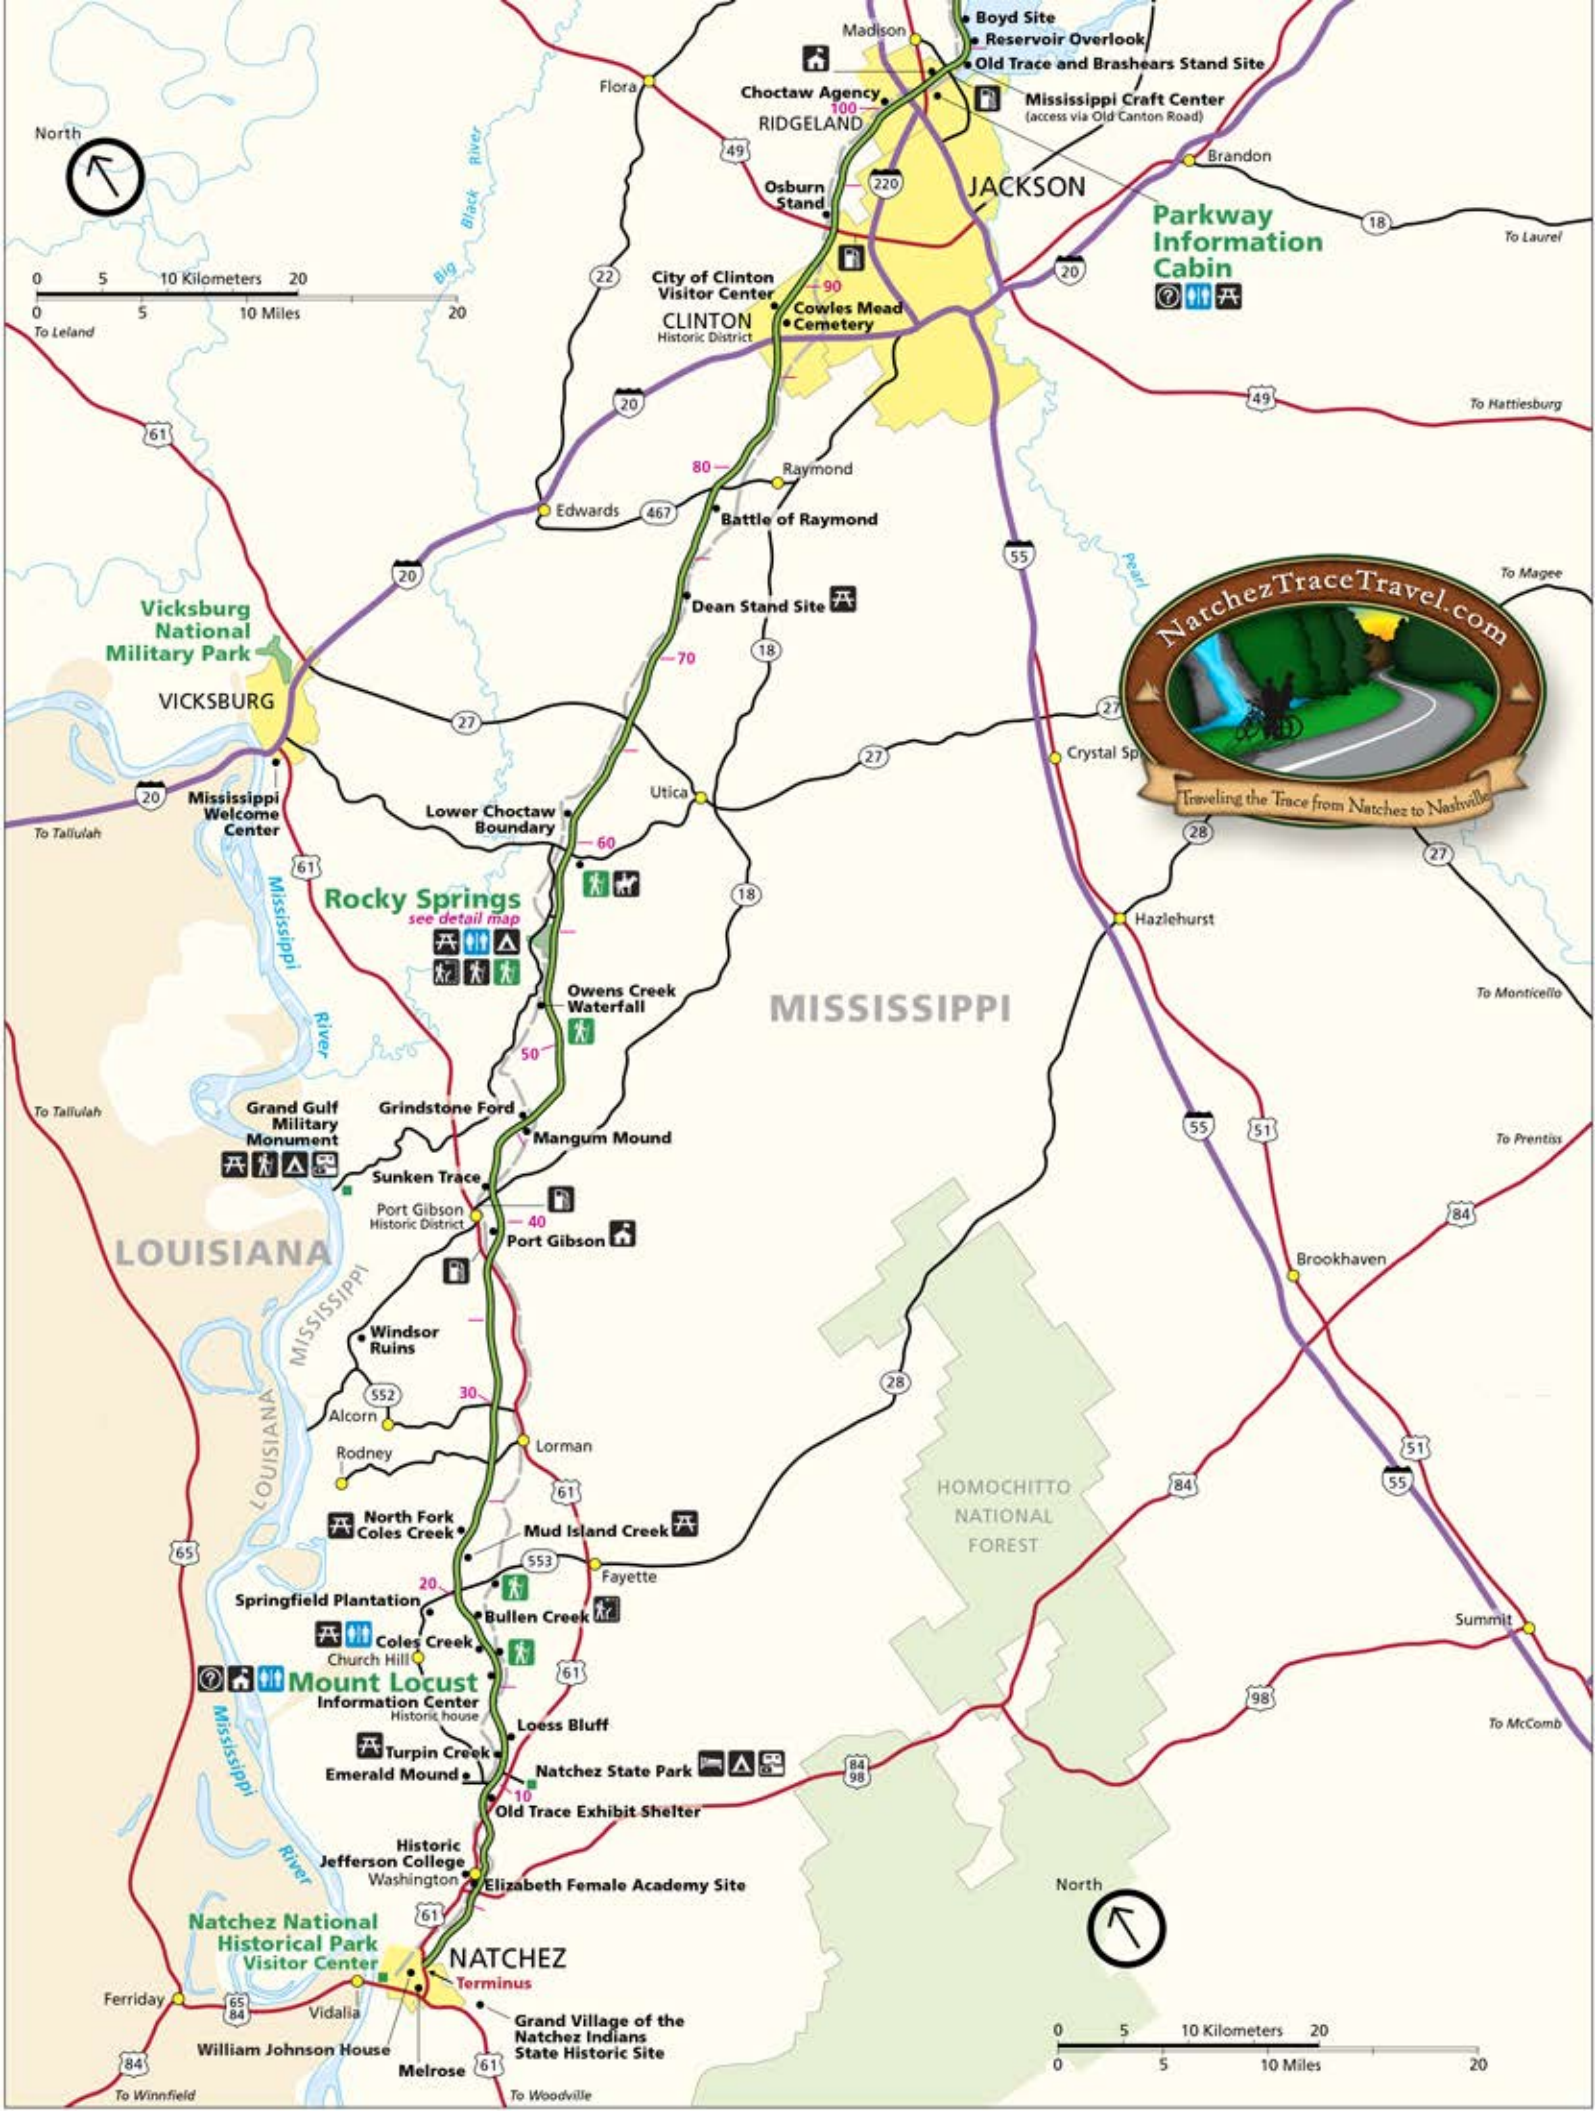 Boyd Site
Madison
Reservoir Overlook
Old Trace and Brashears Stand Site
Flora
Choctaw Agency
100
RIDGELAND
Mississippi Craft Center
(access via Old Canton Road)
North
49
Big Black River
Brandon
220
JACKSON
Osburn
Stand
Parkway
Information
Cabin
18
To Laurel
20
0 5 10 Kilometers 20
0 5 10 Miles 20
22
City of Clinton
Visitor Center
90
Cowles Mead
Cemetery
CLINTON
Historic District
To Leland
20
49
To Hattiesburg
61
80
Raymond
Edwards
467
Battle of Raymond
55
Pearl
20
To Magee
NatchezTraceTravel.com
Traveling the Trace from Natchez to Nashville
Dean Stand Site
Vicksburg
National
Military Park
70
18
VICKSBURG
27
27
27
Crystal Sp
20
Mississippi
Welcome
Center
To Tallulah
Utica
Lower Choctaw
Boundary
60
28
27
61
Mississippi
River
Rocky Springs
see detail map
18
Hazlehurst
Owens Creek
Waterfall
MISSISSIPPI
To Monticello
50
To Tallulah
Grand Gulf
Military
Monument
Grindstone Ford
Mangum Mound
55
51
To Prentiss
Sunken Trace
Port Gibson
Historic District
40
Port Gibson
84
LOUISIANA
MISSISSIPPI
LOUISIANA
Brookhaven
Windsor
Ruins
30
552
Alcorn
28
Rodney
Lorman
61
51
55
84
HOMOCHITTO
NATIONAL
FOREST
North Fork
Coles Creek
Mud Island Creek
65
553
Fayette
20
Springfield Plantation
Bullen Creek
Coles Creek
Church Hill
Summit
Mount Locust
Information Center
Historic house
61
98
To McComb
Mississippi
River
Loess Bluff
Turpin Creek
Emerald Mound
Natchez State Park
84
98
10
Old Trace Exhibit Shelter
Historic
Jefferson College
Washington
Elizabeth Female Academy Site
North
61
Natchez National
Historical Park
Visitor Center
NATCHEZ
Terminus
Ferriday
65
84
Vidalia
William Johnson House
Melrose
Grand Village of the
Natchez Indians
State Historic Site
61
84
To Winnfield
To Woodville
0 5 10 Kilometers 20
0 5 10 Miles 20